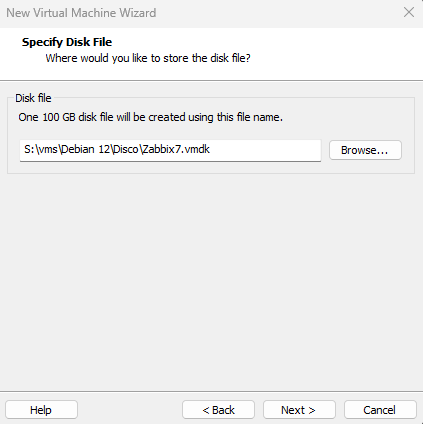 New Virtual Machine Wizard
Specify Disk File
Where would you like to store the disk file?
Disk file
One 100 GB disk file will be created using this file name.
S:\vms\Debian 12\Disco\Zabbix7.vmdk
Browse...
Help
< Back
Next >
Cancel